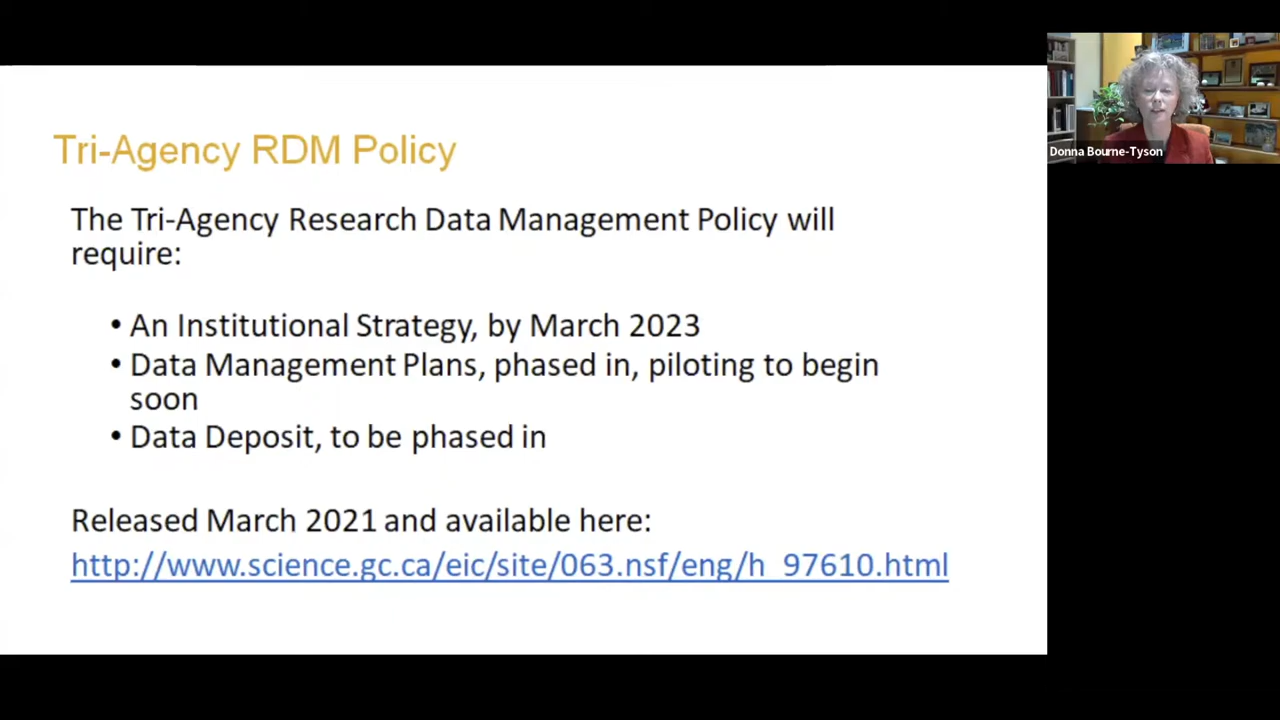 Tri-Agency RDM Policy
The Tri-Agency Research Data Management Policy will
require:
• An Institutional Strategy, by March 2023
• Data Management Plans, phased in, piloting to begin
soon
• Data Deposit, to be phased in
Released March 2021 and available here:
http://www.science.gc.ca/eic/site/063.nsf/eng/h_97610.html
Donna Bourne-Tyson